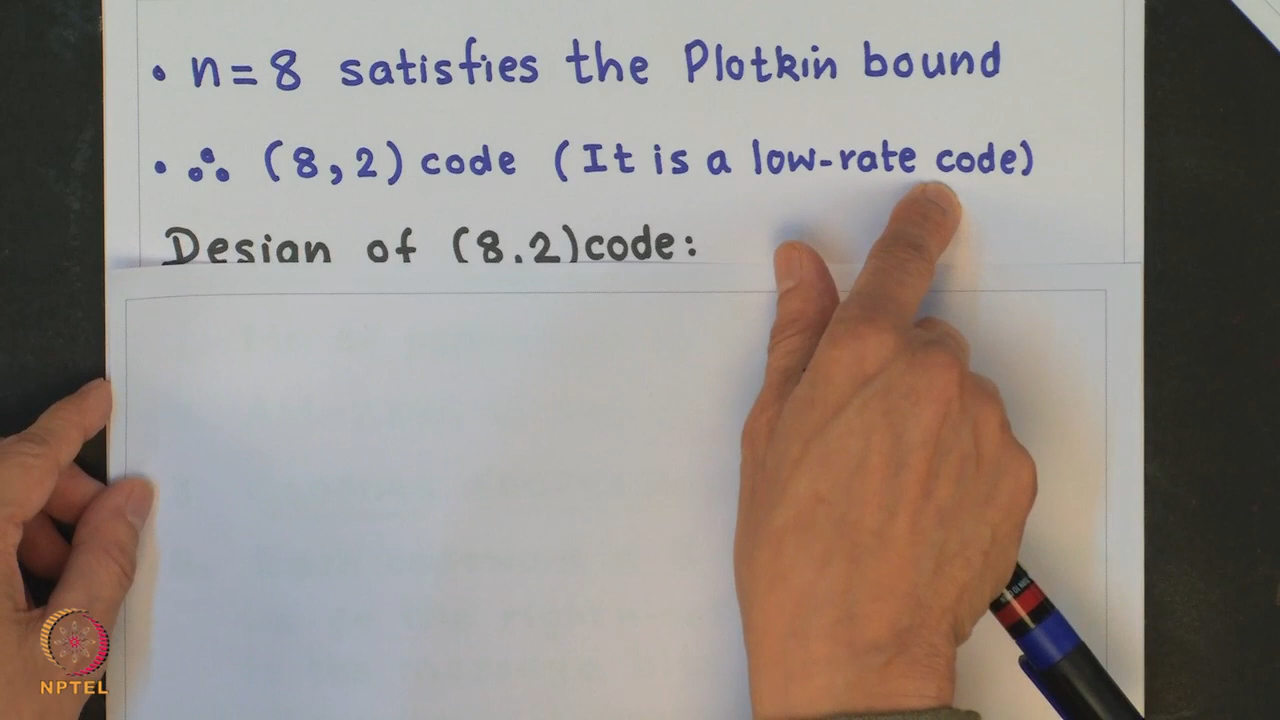 • n=8 satisfies the Plotkin bound
• ∴ (8,2) code (It is a low-rate code)
Design of (8,2) code:
NPTEL